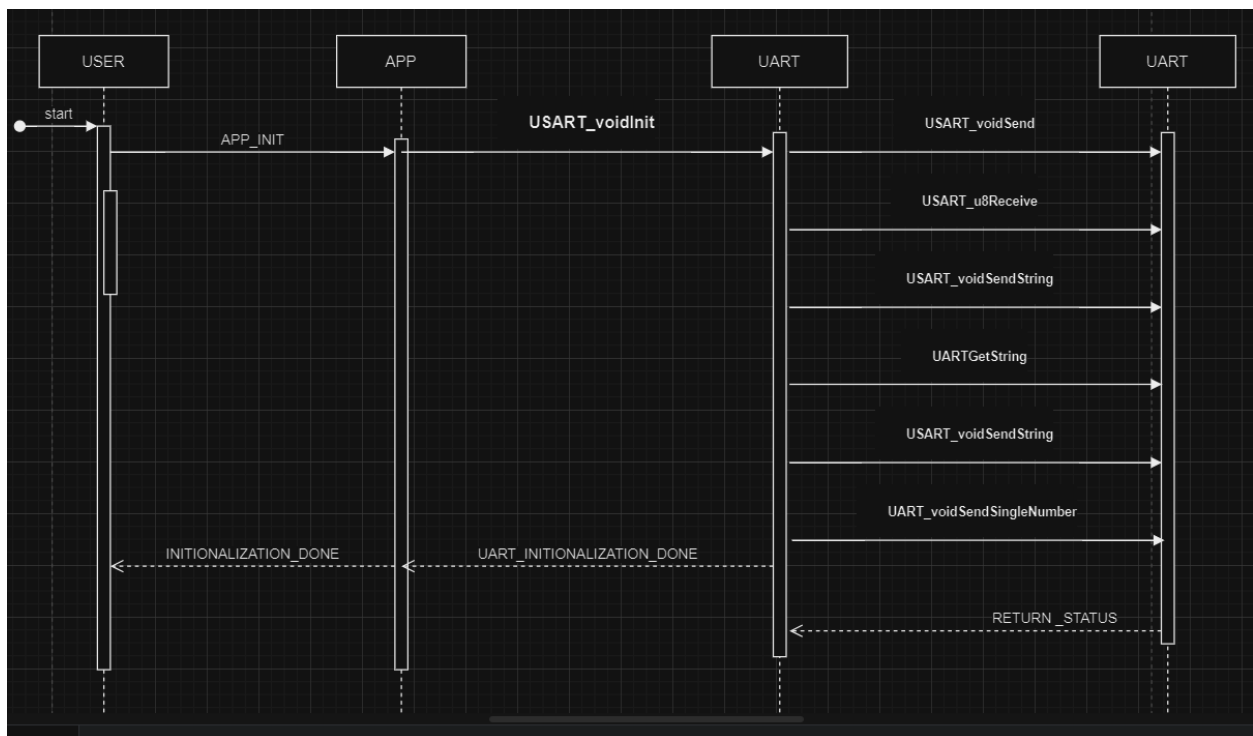 USER
APP
UART
UART
start
APP_INIT
USART_voidInit
USART_voidSend
USART_u8Receive
USART_voidSendString
UARTGetString
USART_voidSendString
UART_voidSendSingleNumber
INITIONALIZATION_DONE
UART_INITIONALIZATION_DONE
RETURN _STATUS